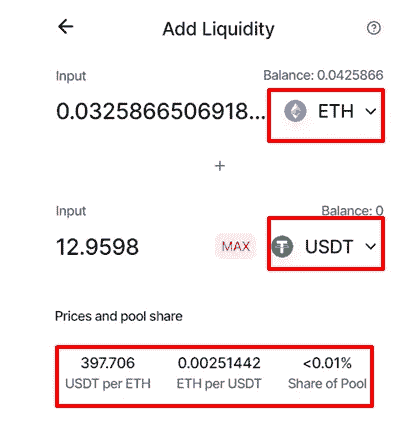 Add Liquidity
Input Balance: 0.0425866
0.0325866506918... ETH
+
Input Balance: 0
12.9598 MAX USDT
Prices and pool share
397.706 0.00251442 <0.01%
USDT per ETH ETH per USDT Share of Pool